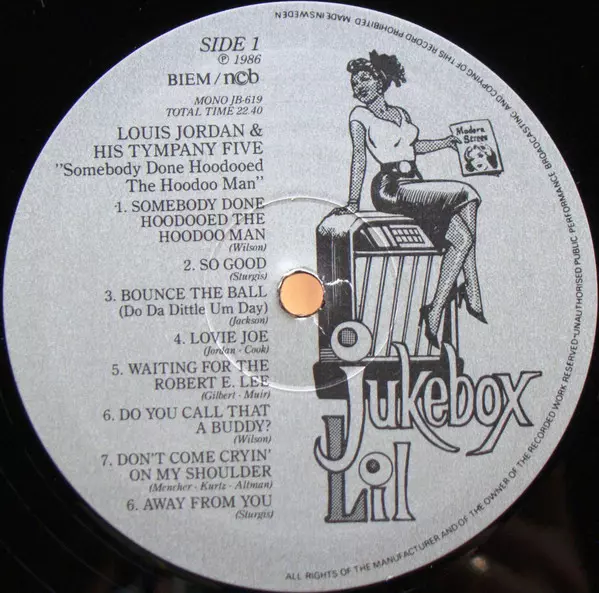 SIDE 1
℗ 1986
BIEM / ncb
MONO JB-619
TOTAL TIME 22.40
LOUIS JORDAN &
HIS TYMPANY FIVE
"Somebody Done Hoodooed
The Hoodoo Man"
1. SOMEBODY DONE
HOODOOED THE
HOODOO MAN
(Wilson)
2. SO GOOD
(Sturgis)
3. BOUNCE THE BALL
(Do Da Dittle Um Day)
(Jackson)
4. LOVIE JOE
(Jordan - Cook)
5. WAITING FOR THE
ROBERT E. LEE
(Gilbert - Muir)
6. DO YOU CALL THAT
A BUDDY?
(Wilson)
7. DON'T COME CRYIN'
ON MY SHOULDER
(Mencher - Kurtz - Altman)
6. AWAY FROM YOU
(Sturgis)
Modern
Screen
Jukebox
Lil
ALL RIGHTS OF THE MANUFACTURER AND OF THE OWNER OF THE RECORDED WORK RESERVED-UNAUTHORISED PUBLIC PERFORMANCE BROADCASTING AND COPYING OF THIS RECORD PROHIBITED MADE IN SWEDEN